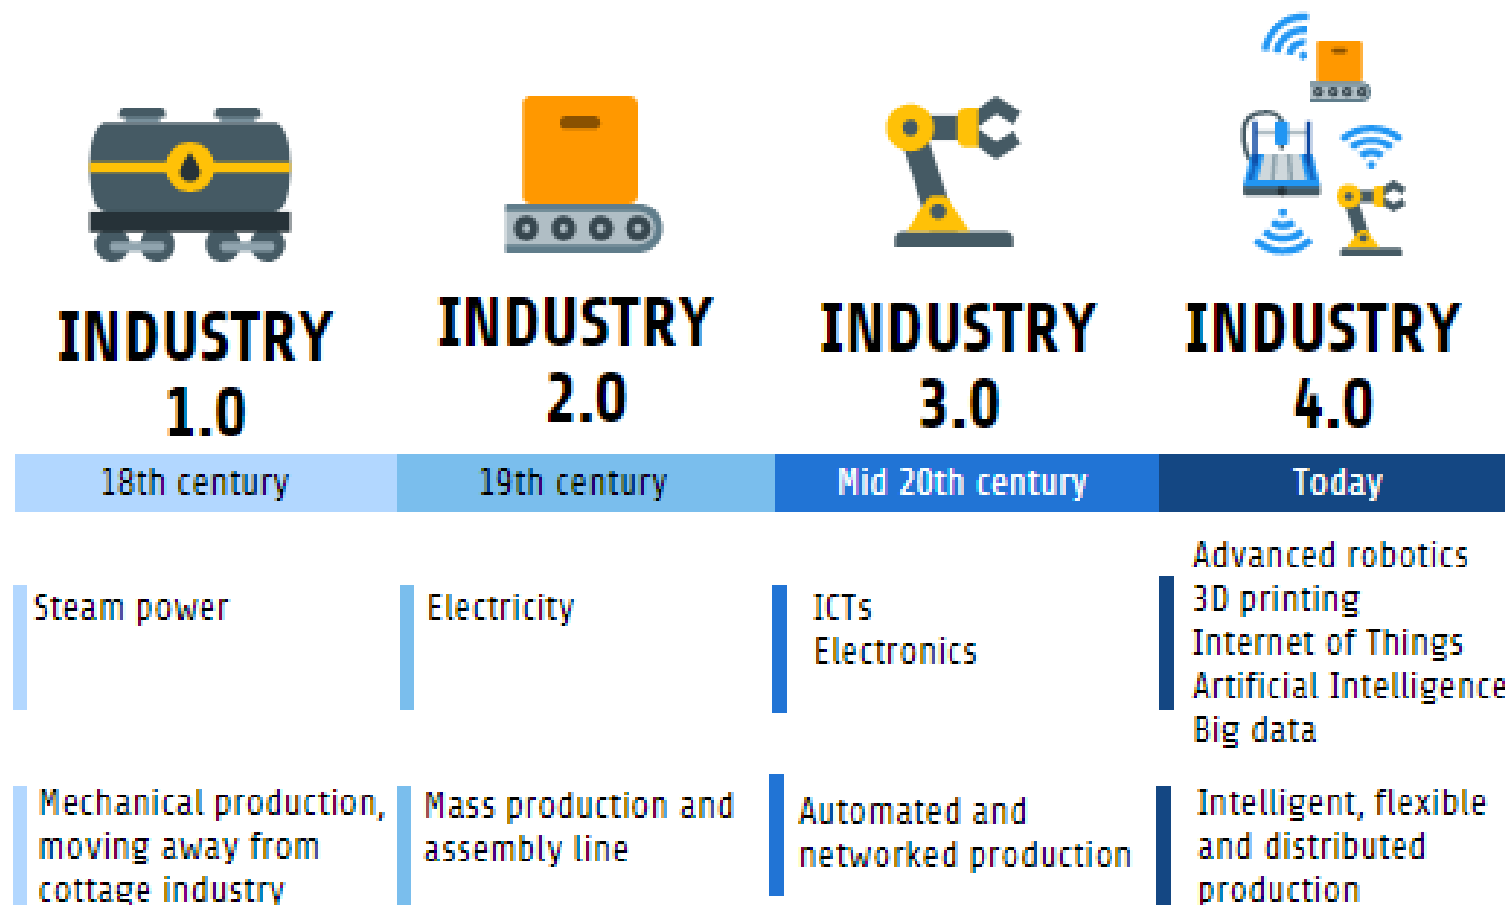 INDUSTRY
1.0
INDUSTRY
2.0
INDUSTRY
3.0
INDUSTRY
4.0
18th century
19th century
Mid 20th century
Today
Steam power
Electricity
ICTs
Electronics
Advanced robotics
3D printing
Internet of Things
Artificial Intelligence
Big data
Mechanical production,
moving away from
cottage industry
Mass production and
assembly line
Automated and
networked production
Intelligent, flexible
and distributed
production